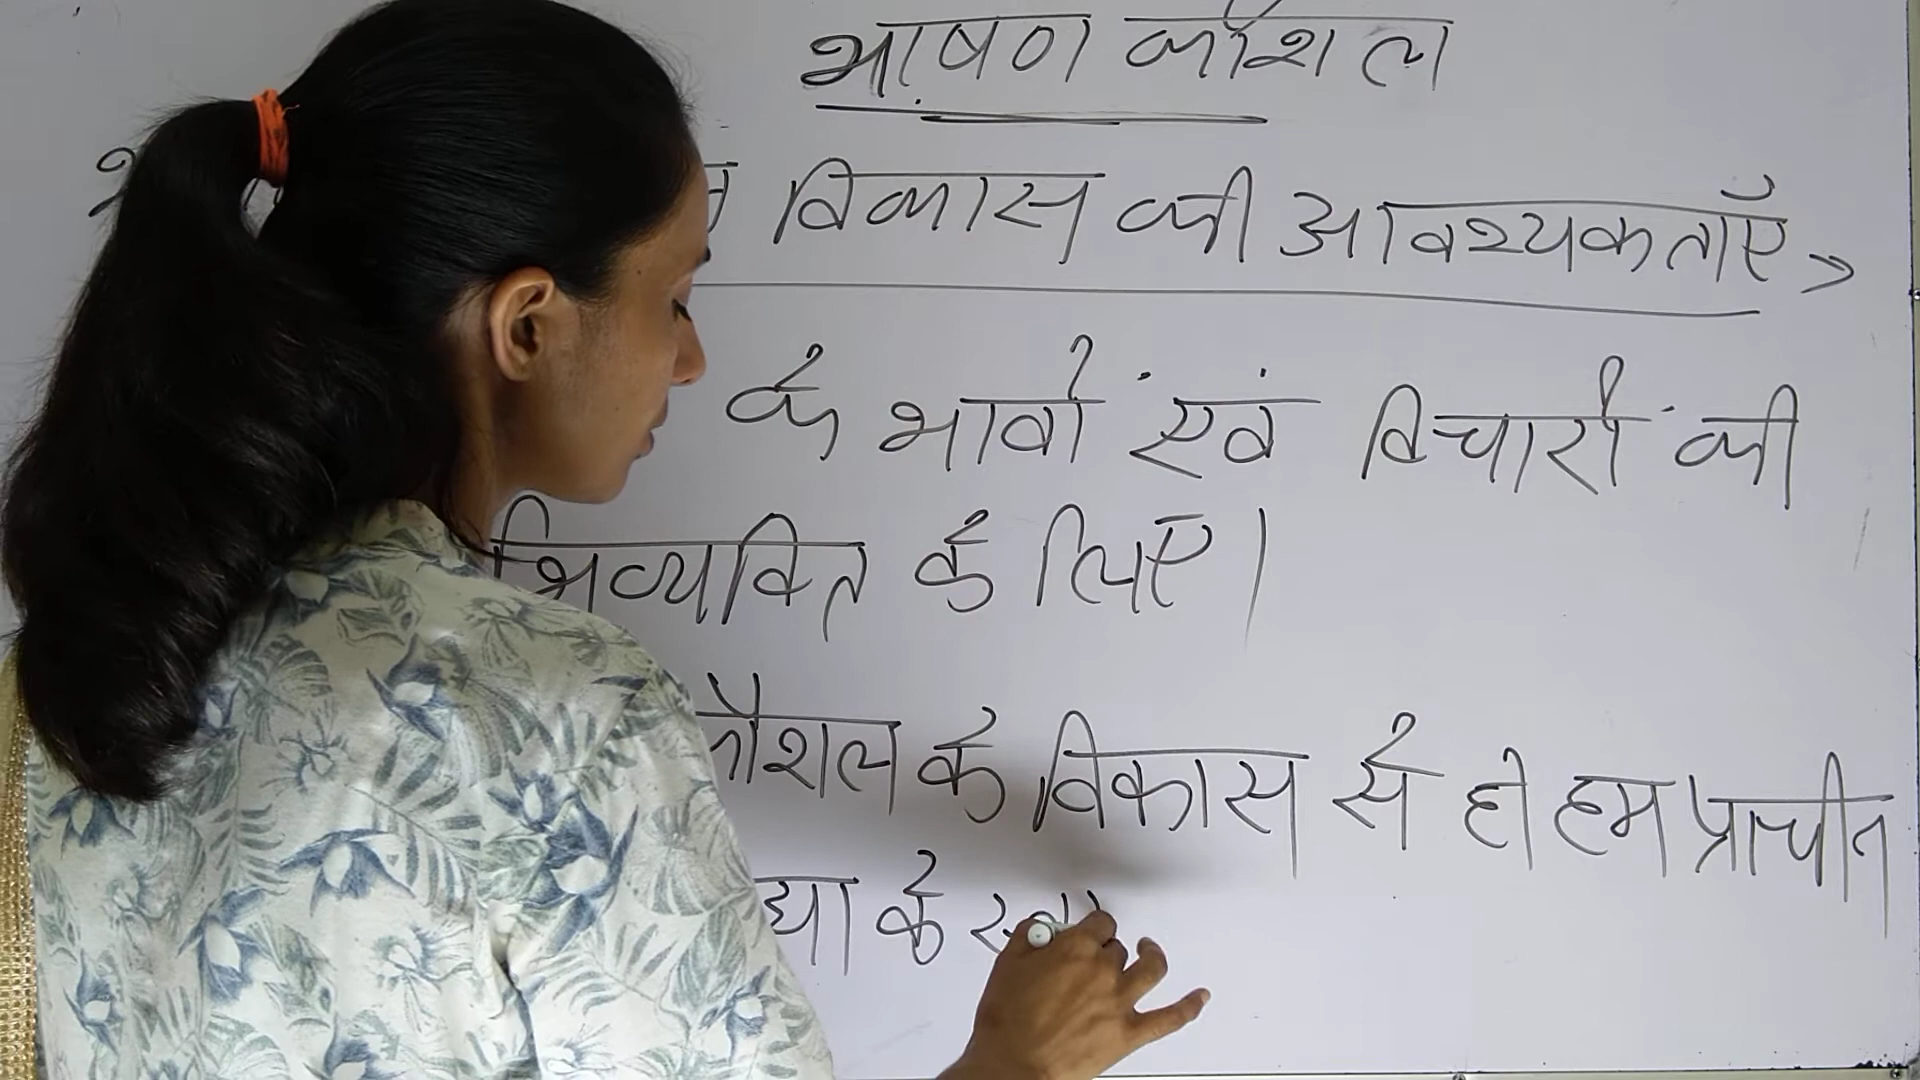 भाषण कौशल
विकास की आवश्यकताएँ >
के भावों एवं विचारों की
भिव्यक्ति के लिए।
कौशल के विकास से ही हम प्राचीन
द्या के